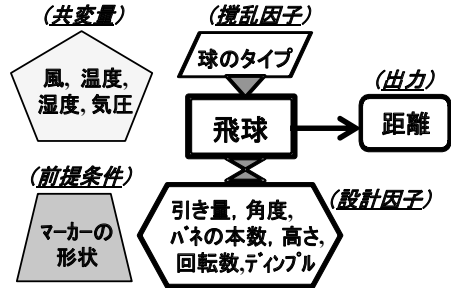 (共変量)
風, 温度,
湿度, 気圧
(撹乱因子)
球のタイプ
飛球
(出力)
距離
(前提条件)
マーカーの
形状
(設計因子)
引き量, 角度,
バネの本数, 高さ,
回転数,ディンプル